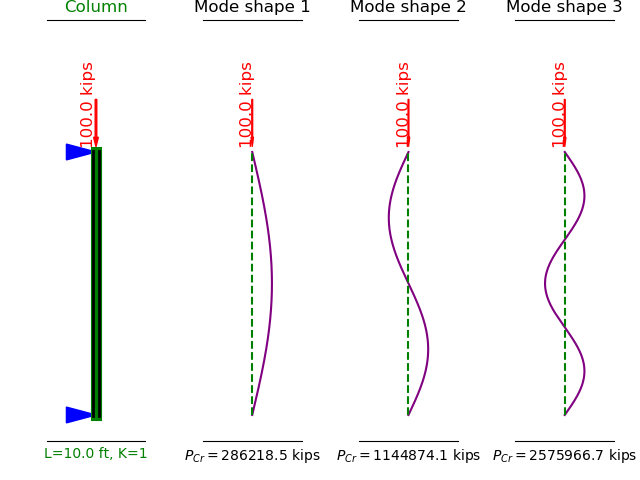 Column
Mode shape 1
Mode shape 2
Mode shape 3
100.0 kips
100.0 kips
100.0 kips
100.0 kips
L=10.0 ft, K=1
P_Cr = 286218.5 kips
P_Cr = 1144874.1 kips
P_Cr = 2575966.7 kips